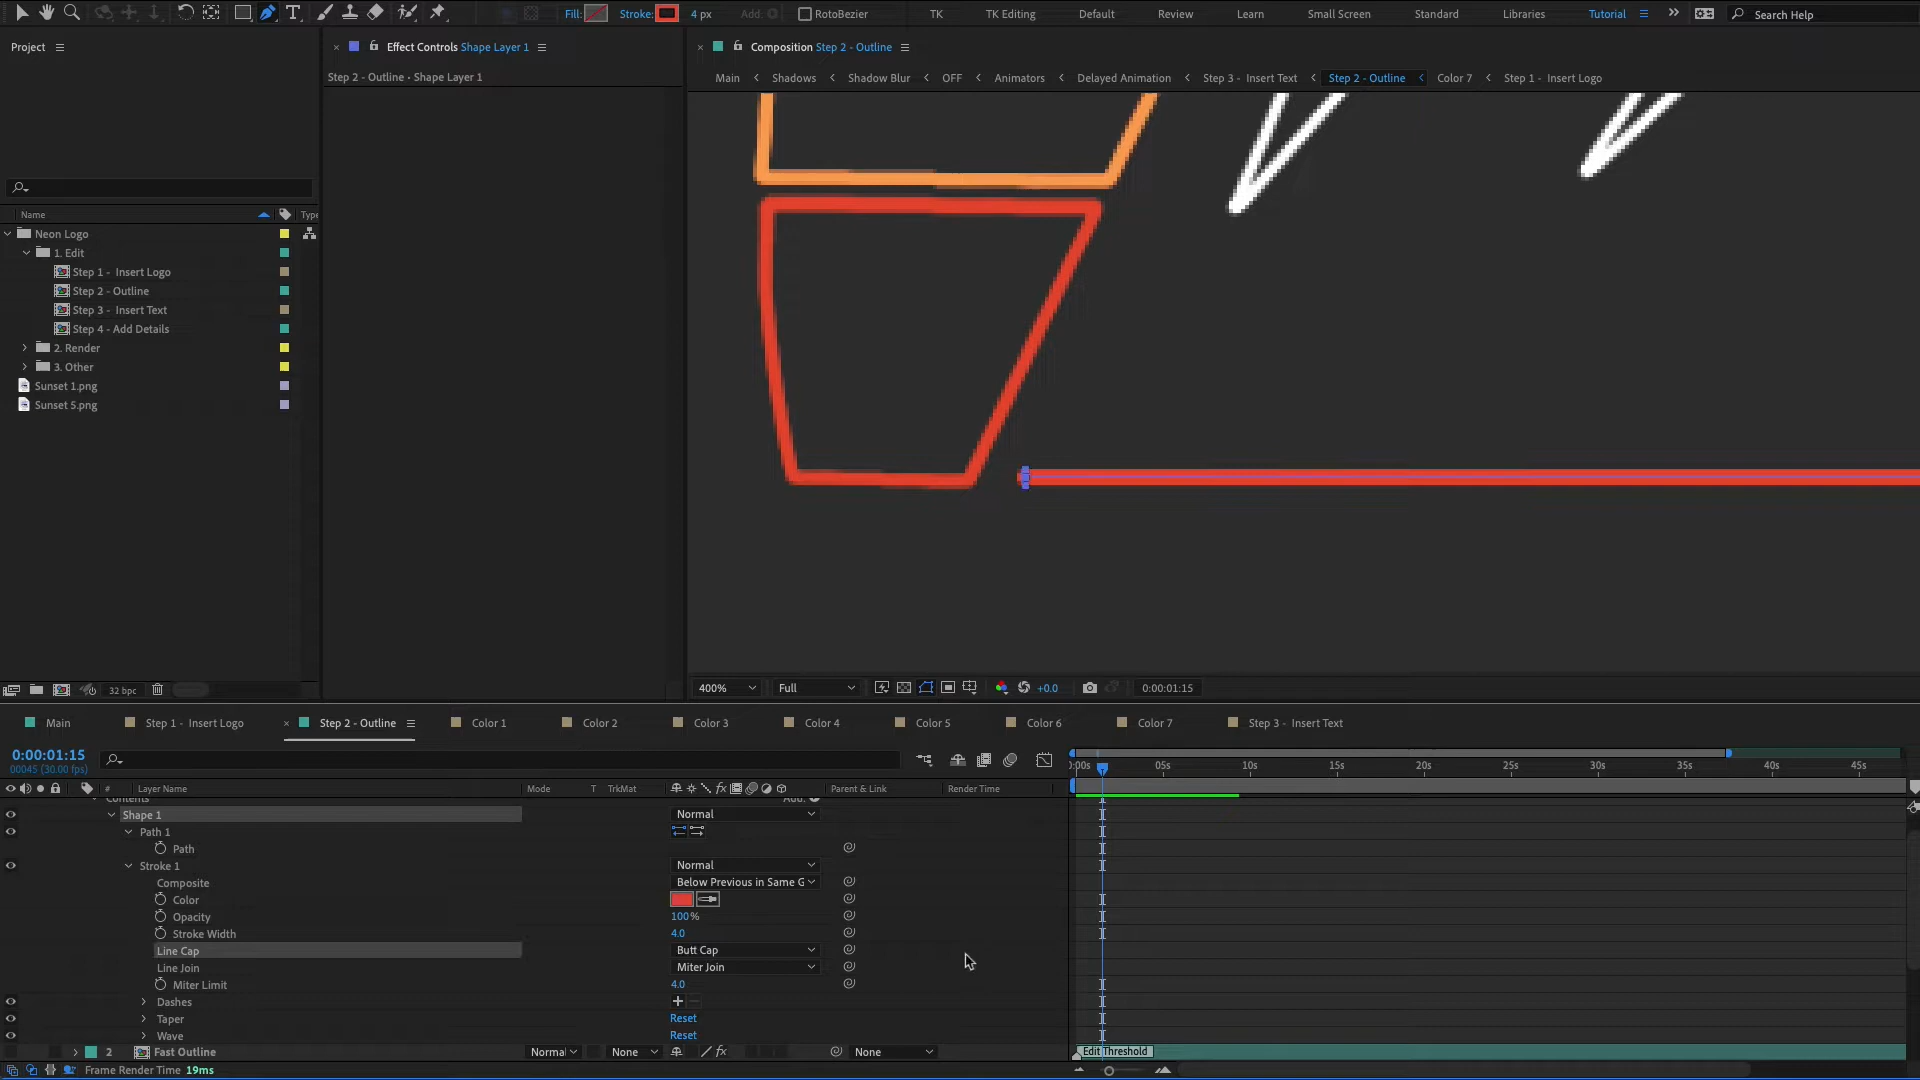 Fill: Stroke: 4 px Add: RotoBezier TK TK Editing Default Review Learn Small Screen Standard Libraries Tutorial Search Help
Project
Effect Controls Shape Layer 1
Composition Step 2 - Outline
Step 2 - Outline • Shape Layer 1
Main Shadows Shadow Blur OFF Animators Delayed Animation Step 3 - Insert Text Step 2 - Outline Color 7 Step 1 - Insert Logo
Name Type
Neon Logo
1. Edit
Step 1 - Insert Logo
Step 2 - Outline
Step 3 - Insert Text
Step 4 - Add Details
2. Render
3. Other
Sunset 1.png
Sunset 5.png
32 bpc
400% Full +0.0 0:00:01:15
Main Step 1 - Insert Logo Step 2 - Outline Color 1 Color 2 Color 3 Color 4 Color 5 Color 6 Color 7 Step 3 - Insert Text
0:00:01:15
00045 (30.00 fps)
0:00s 05s 10s 15s 20s 25s 30s 35s 40s 45s
# Layer Name Mode T TrkMat Parent & Link Render Time
Contents Add:
Shape 1 Normal
Path 1
Path
Stroke 1 Normal
Composite Below Previous in Same G
Color
Opacity 100%
Stroke Width 4.0
Line Cap Butt Cap
Line Join Miter Join
Miter Limit 4.0
Dashes
Taper Reset
Wave Reset
2 Fast Outline Normal None None Edit Threshold
Frame Render Time 19ms